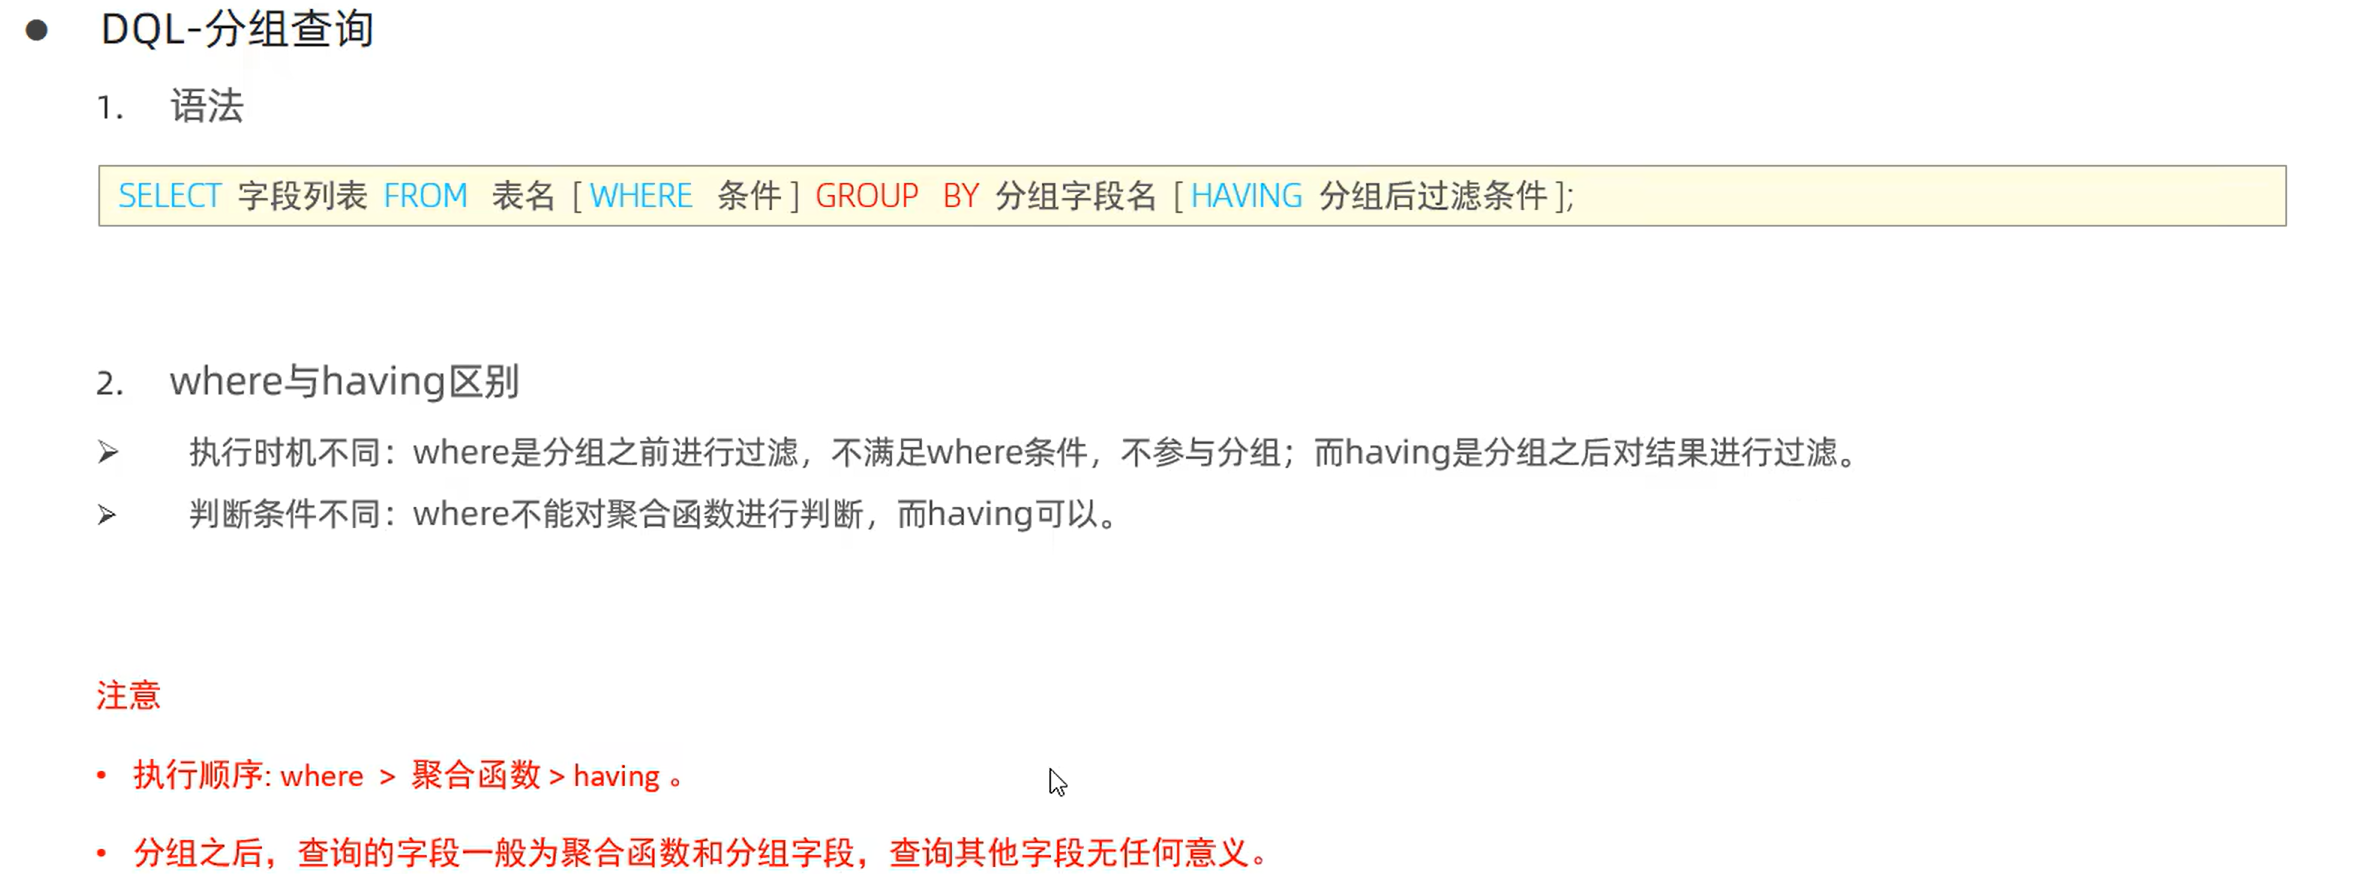 ● DQL-分组查询
1. 语法
SELECT 字段列表 FROM 表名 [ WHERE 条件 ] GROUP BY 分组字段名 [ HAVING 分组后过滤条件 ];
2. where与having区别
➢ 执行时机不同：where是分组之前进行过滤，不满足where条件，不参与分组；而having是分组之后对结果进行过滤。
➢ 判断条件不同：where不能对聚合函数进行判断，而having可以。
注意
• 执行顺序: where > 聚合函数 > having 。
• 分组之后，查询的字段一般为聚合函数和分组字段，查询其他字段无任何意义。